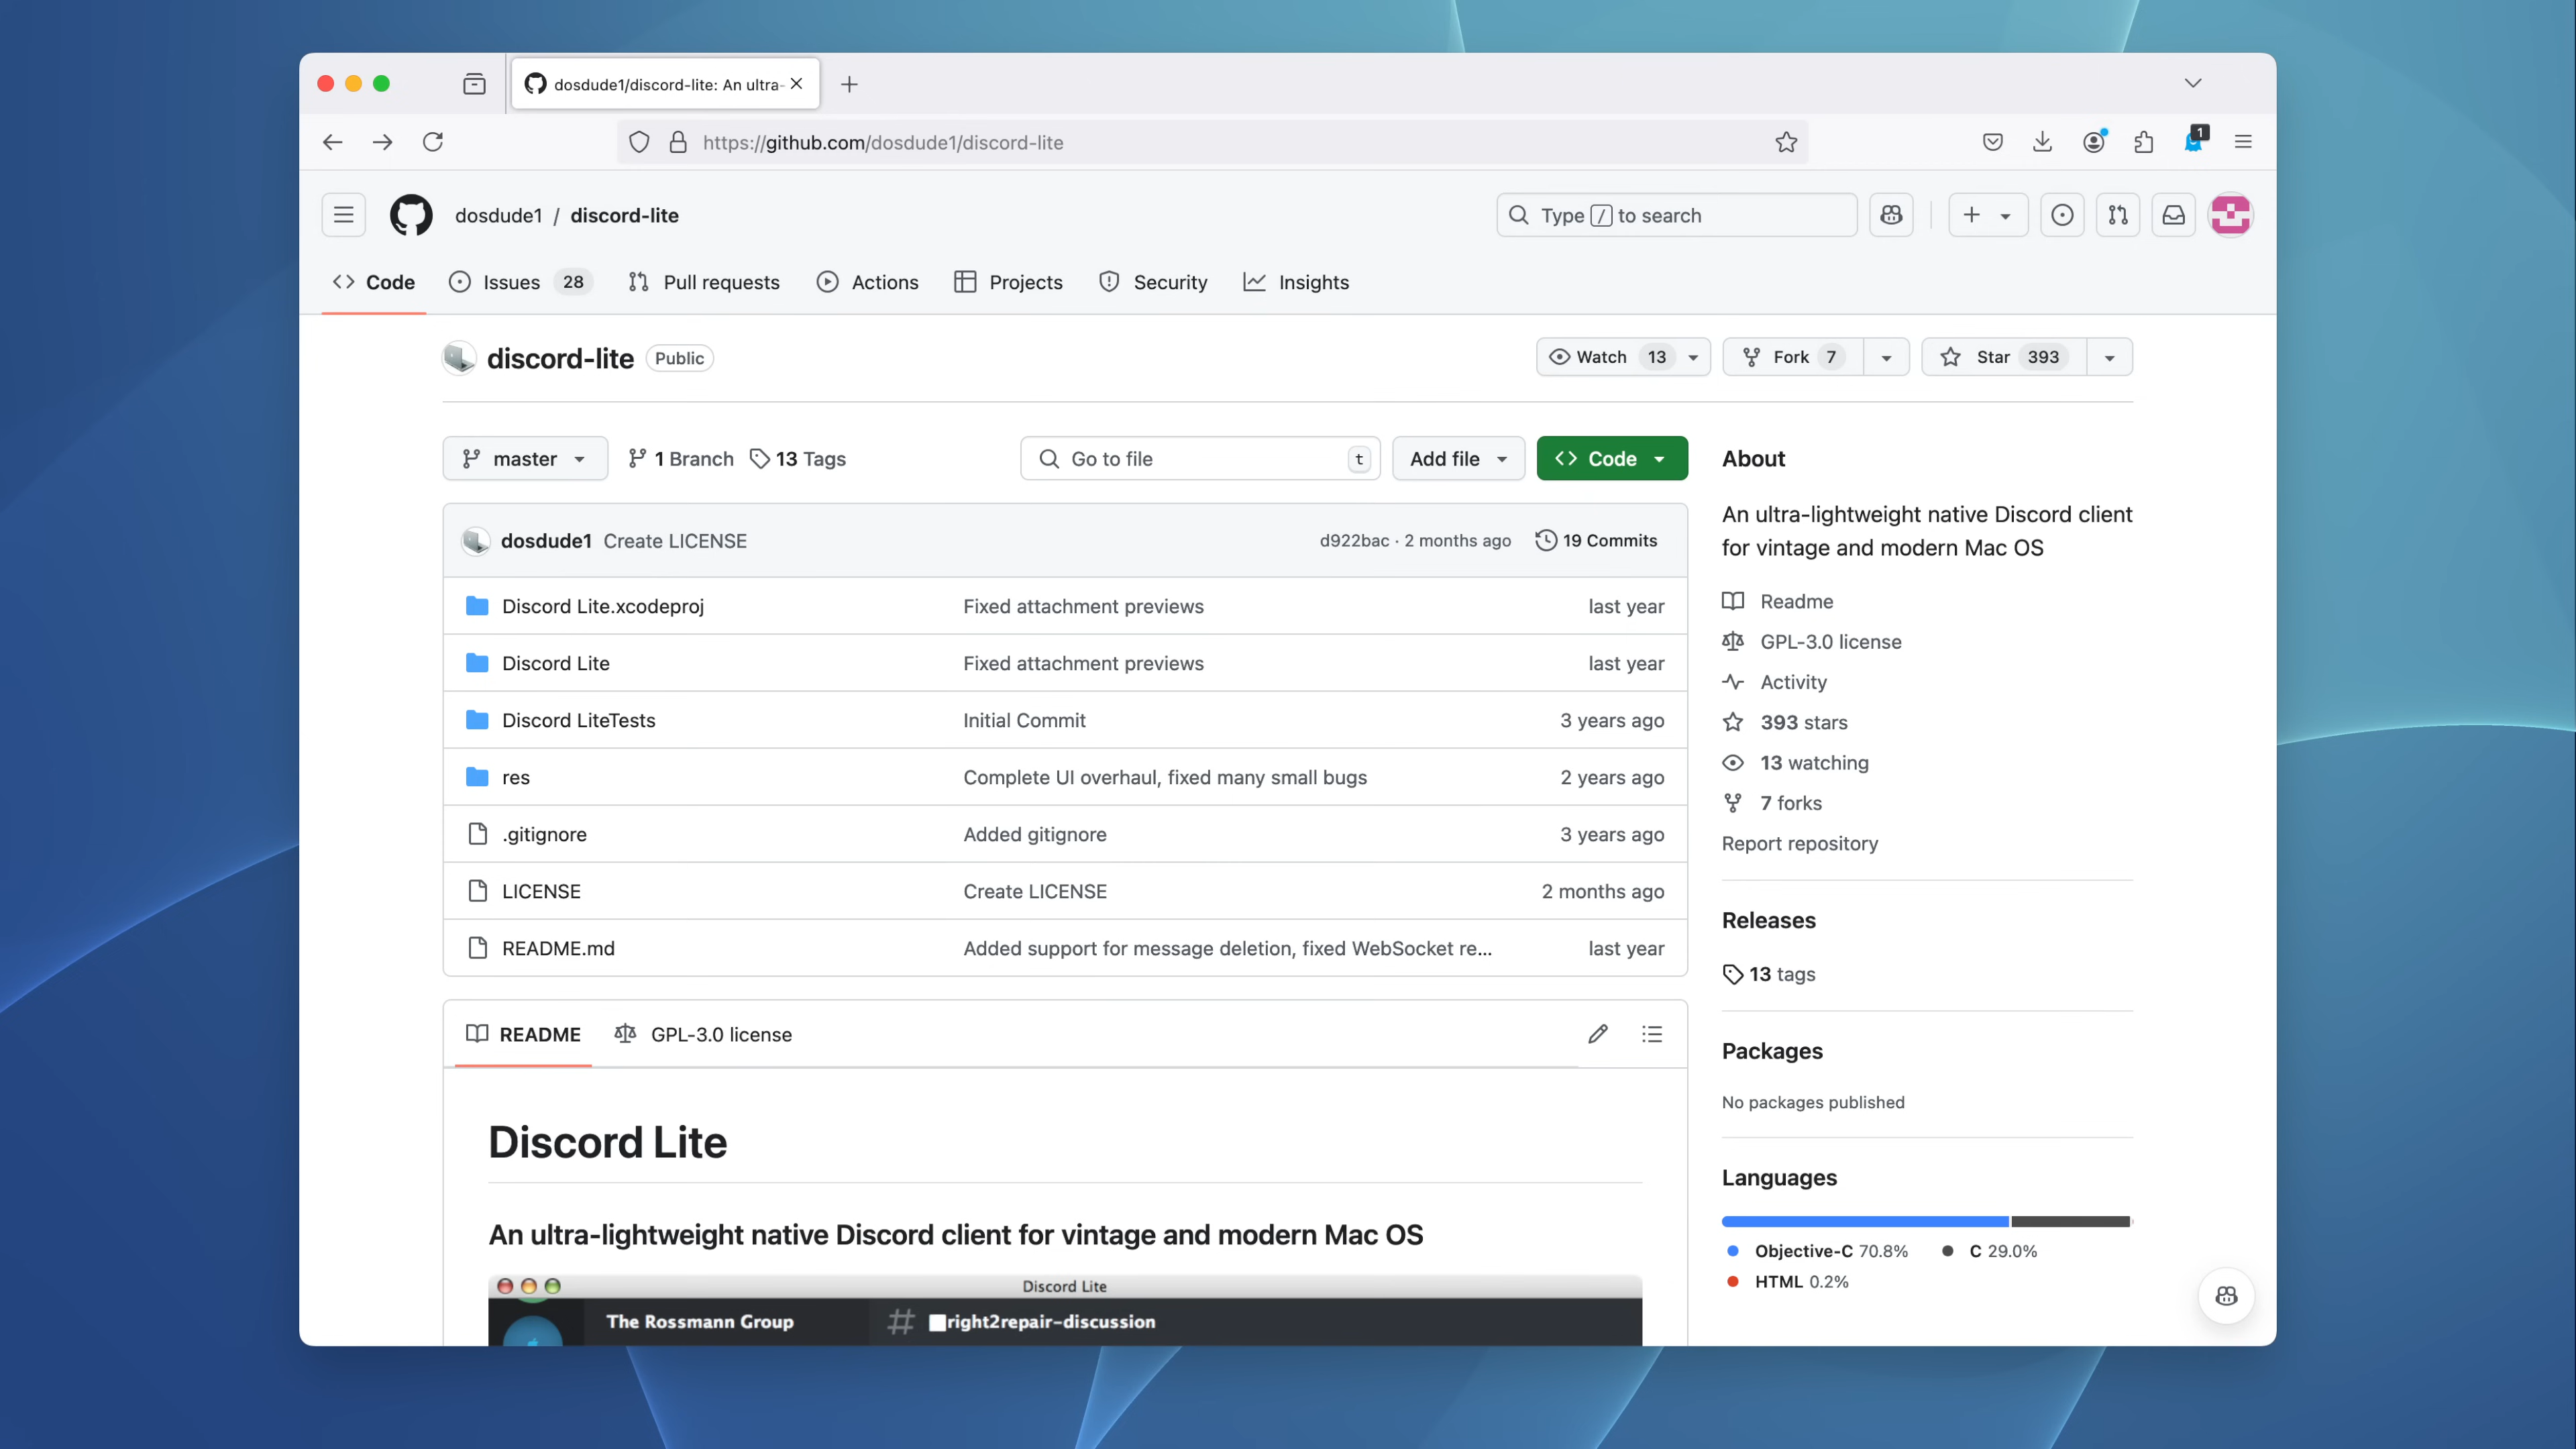 dosdude1/discord-lite: An ultra-
1
https://github.com/dosdude1/discord-lite
dosdude1 / discord-lite
Type / to search
Code
Issues 28
Pull requests
Actions
Projects
Security
Insights
discord-lite Public
Watch 13
Fork 7
Star 393
master
1 Branch
13 Tags
Go to file t
Add file
Code
dosdude1 Create LICENSE d922bac · 2 months ago 19 Commits
Discord Lite.xcodeproj Fixed attachment previews last year
Discord Lite Fixed attachment previews last year
Discord LiteTests Initial Commit 3 years ago
res Complete UI overhaul, fixed many small bugs 2 years ago
.gitignore Added gitignore 3 years ago
LICENSE Create LICENSE 2 months ago
README.md Added support for message deletion, fixed WebSocket re... last year
README GPL-3.0 license
Discord Lite
An ultra-lightweight native Discord client for vintage and modern Mac OS
Discord Lite
The Rossmann Group # right2repair-discussion
About
An ultra-lightweight native Discord client
for vintage and modern Mac OS
Readme
GPL-3.0 license
Activity
393 stars
13 watching
7 forks
Report repository
Releases
13 tags
Packages
No packages published
Languages
Objective-C 70.8% C 29.0%
HTML 0.2%